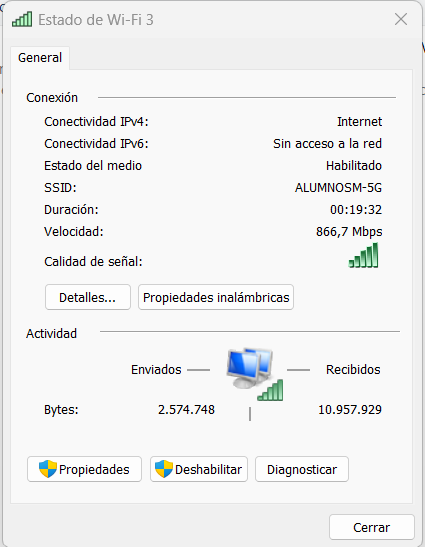 Estado de Wi-Fi 3
General
Conexión
Conectividad IPv4: Internet
Conectividad IPv6: Sin acceso a la red
Estado del medio Habilitado
SSID: ALUMNOSM-5G
Duración: 00:19:32
Velocidad: 866,7 Mbps
Calidad de señal:
Detalles... Propiedades inalámbricas
Actividad
Enviados Recibidos
Bytes: 2.574.748 10.957.929
Propiedades Deshabilitar Diagnosticar
Cerrar